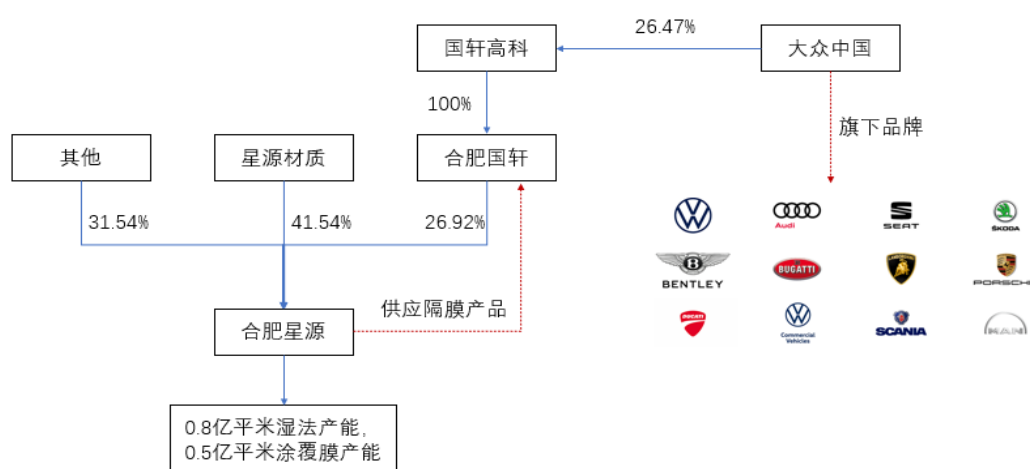 26.47%
国轩高科
大众中国
100%
旗下品牌
其他
星源材质
合肥国轩
31.54%
41.54%
26.92%
Audi
SEAT
ŠKODA
BENTLEY
BUGATTI
PORSCHE
供应隔膜产品
合肥星源
DUCATI
Commercial
Vehicles
SCANIA
MAN
0.8亿平米湿法产能,
0.5亿平米涂覆膜产能